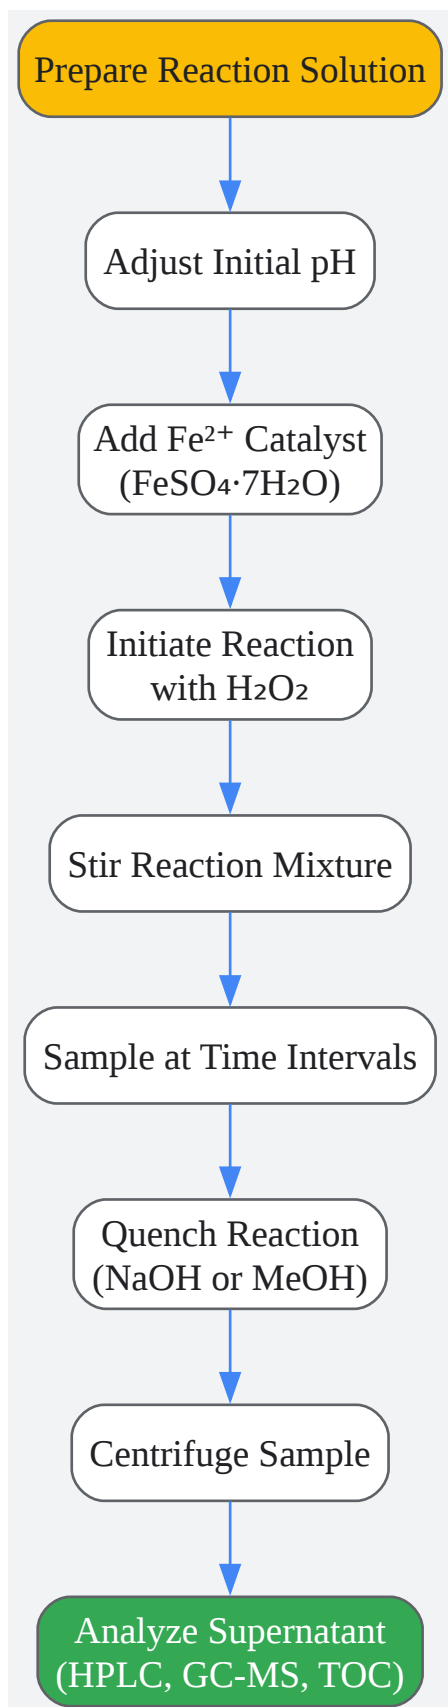 Prepare Reaction Solution
Adjust Initial pH
Add Fe²⁺ Catalyst
(FeSO₄·7H₂O)
Initiate Reaction
with H₂O₂
Stir Reaction Mixture
Sample at Time Intervals
Quench Reaction
(NaOH or MeOH)
Centrifuge Sample
Analyze Supernatant
(HPLC, GC-MS, TOC)